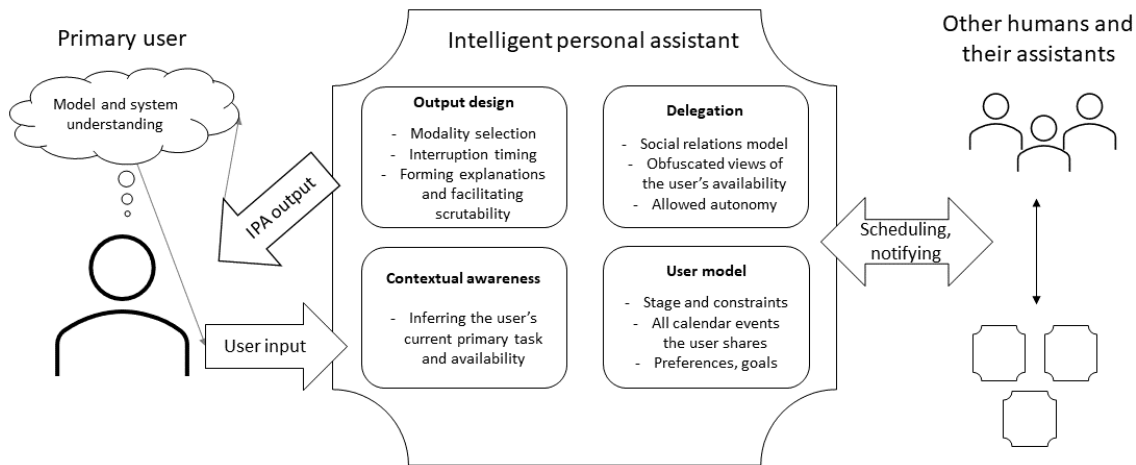 Primary user
Model and system
understanding
Intelligent personal assistant
Output design
- Modality selection
- Interruption timing
- Forming explanations
and facilitating
scrutability
Delegation
- Social relations model
- Obfuscated views of
the user's availability
- Allowed autonomy
IPA output
Contextual awareness
- Inferring the user's
current primary task
and availability
User model
- Stage and constraints
- All calendar events
the user shares
- Preferences, goals
User input
Scheduling,
notifying
Other humans and
their assistants